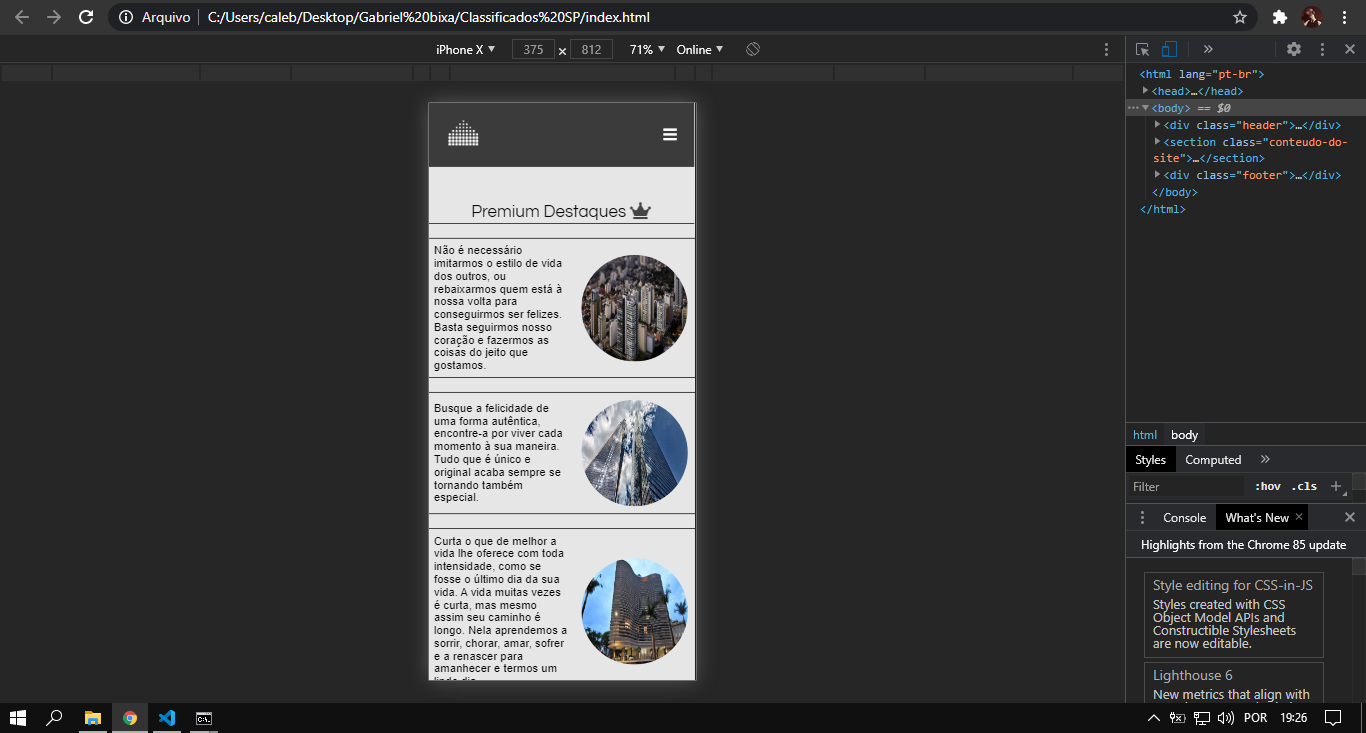 Arquivo C:/Users/caleb/Desktop/Gabriel%20bixa/Classificados%20SP/index.html
iPhone X ▼ 375 × 812 71% ▼ Online ▼
Premium Destaques
Não é necessário
imitarmos o estilo de vida
dos outros, ou
rebaixarmos quem está à
nossa volta para
conseguirmos ser felizes.
Basta seguirmos nosso
coração e fazermos as
coisas do jeito que
gostamos.
Busque a felicidade de
uma forma autêntica,
encontre-a por viver cada
momento à sua maneira.
Tudo que é único e
original acaba sempre se
tornando também
especial.
Curta o que de melhor a
vida lhe oferece com toda
intensidade, como se
fosse o último dia da sua
vida. A vida muitas vezes
é curta, mas mesmo
assim seu caminho é
longo. Nela aprendemos a
sorrir, chorar, amar, sofrer
e a renascer para
amanhecer e termos um
lindo dia
<html lang="pt-br">
<head>…</head>
<body> == $0
<div class="header">…</div>
<section class="conteudo-do-
site">…</section>
<div class="footer">…</div>
</body>
</html>
html body
Styles Computed »
Filter :hov .cls +
Console What's New ×
Highlights from the Chrome 85 update
Style editing for CSS-in-JS
Styles created with CSS
Object Model APIs and
Constructible Stylesheets
are now editable.
Lighthouse 6
New metrics that align with
POR 19:26